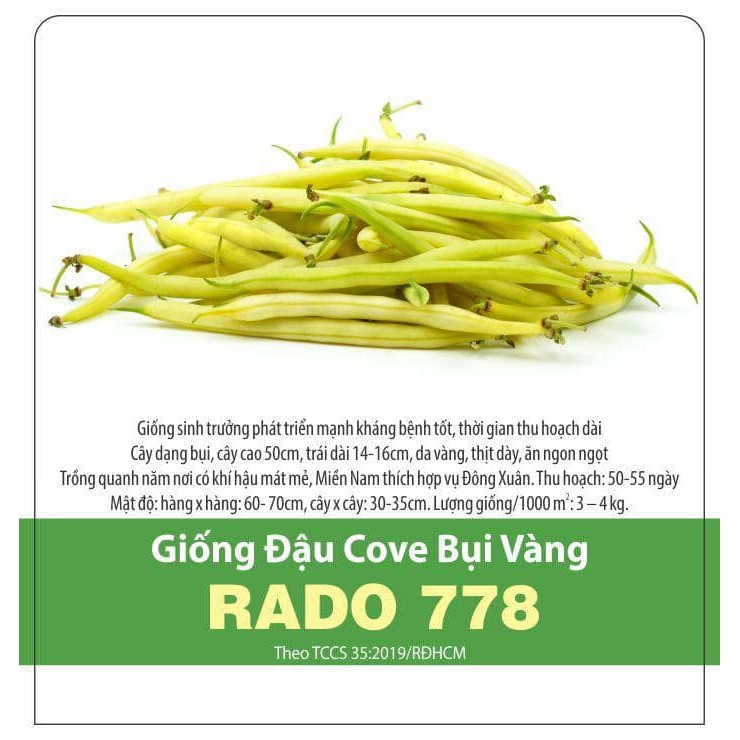 Giống sinh trưởng phát triển mạnh kháng bệnh tốt, thời gian thu hoạch dài
Cây dạng bụi, cây cao 50cm, trái dài 14-16cm, da vàng, thịt dày, ăn ngon ngọt
Trồng quanh năm nơi có khí hậu mát mẻ, Miền Nam thích hợp vụ Đông Xuân. Thu hoạch: 50-55 ngày
Mật độ: hàng x hàng: 60- 70cm, cây x cây: 30-35cm. Lượng giống/1000 m²: 3 – 4 kg.
Giống Đậu Cove Bụi Vàng
RADO 778
Theo TCCS 35:2019/RĐHCM